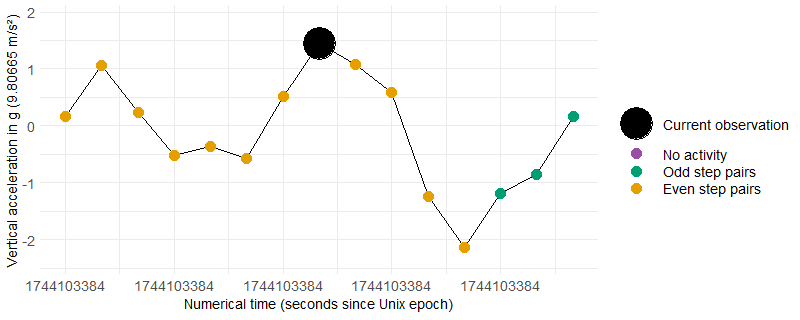 Vertical acceleration in g (9.80665 m/s²)
2
1
0
-1
-2
1744103384 1744103384 1744103384 1744103384 1744103384
Numerical time (seconds since Unix epoch)
Current observation
No activity
Odd step pairs
Even step pairs